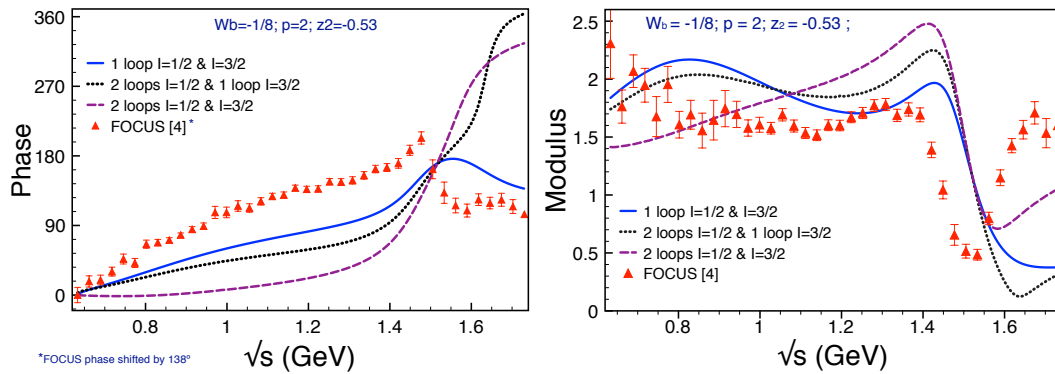 Wb=-1/8; p=2; z2=-0.53
1 loop I=1/2 & I=3/2
2 loops I=1/2 & 1 loop I=3/2
2 loops I=1/2 & I=3/2
FOCUS [4] *
Phase
360
270
180
90
0
0.8
1
1.2
1.4
1.6
√s (GeV)
*FOCUS phase shifted by 138º
Wb = -1/8; p = 2; z2 = -0.53 ;
1 loop I=1/2 & I=3/2
2 loops I=1/2 & 1 loop I=3/2
2 loops I=1/2 & I=3/2
FOCUS [4]
Modulus
2.5
2
1.5
1
0.5
0
0.8
1
1.2
1.4
1.6
√s (GeV)